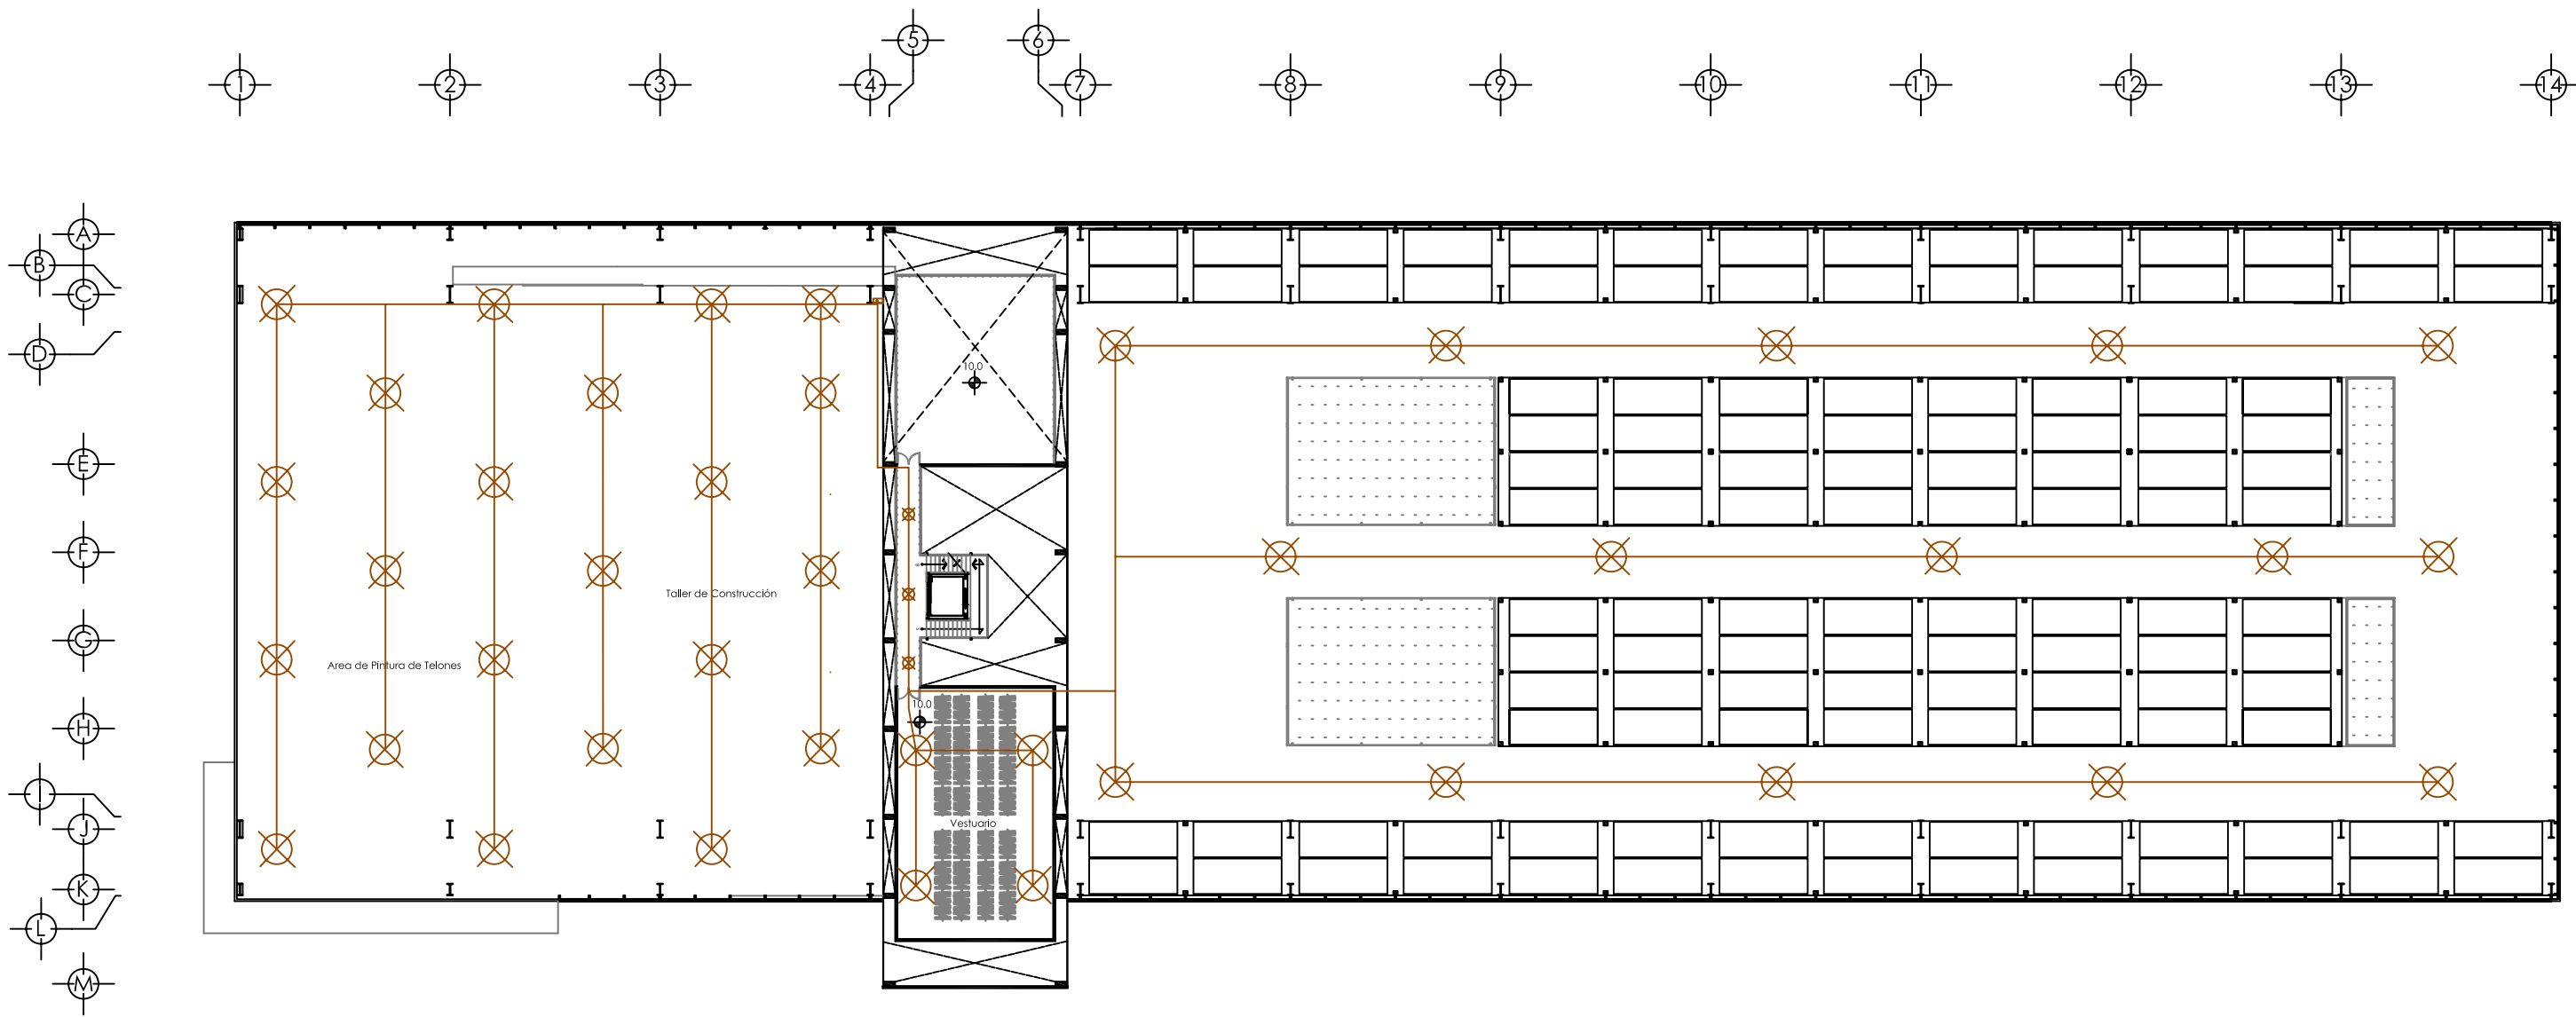 5
6
1
2
3
4
7
8
9
10
11
12
13
14
A
B
C
D
10.0
E
F
Taller de Construcción
G
Area de Pintura de Telones
10.0
H
I
Vestuario
J
K
L
M